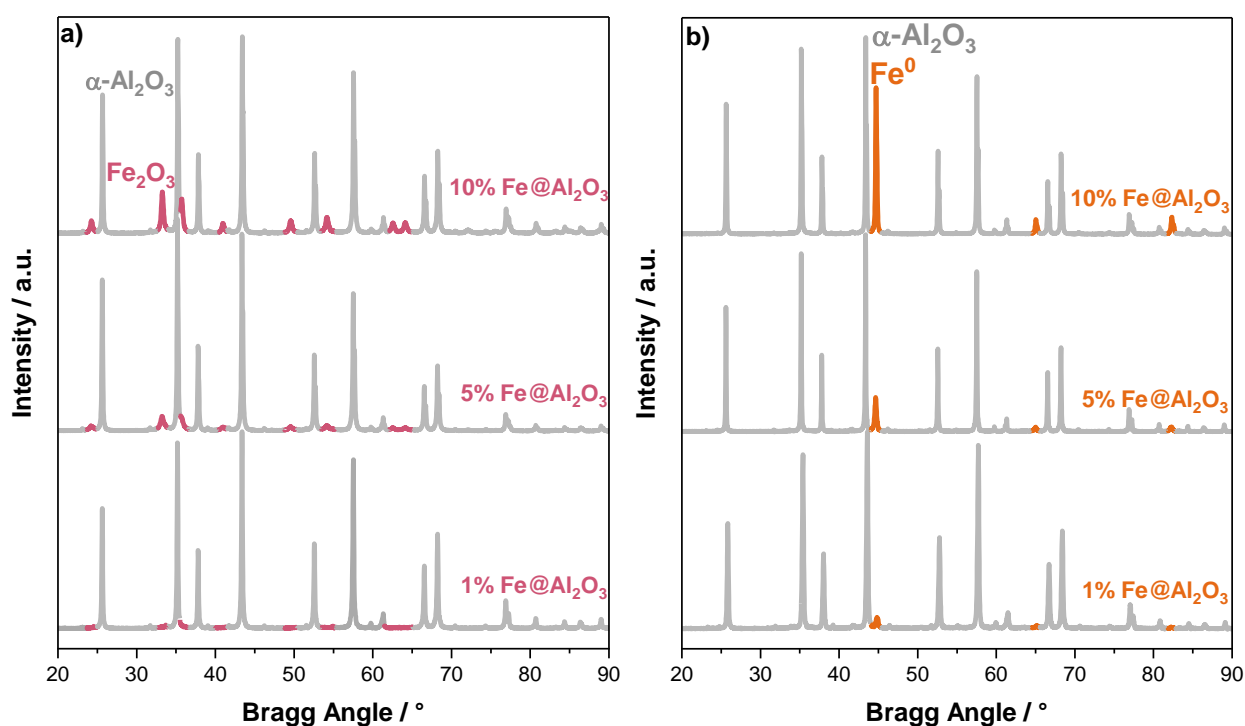 a)
α-Al₂O₃
Fe₂O₃
10% Fe@Al₂O₃
5% Fe@Al₂O₃
1% Fe@Al₂O₃
Intensity / a.u.
20 30 40 50 60 70 80 90
Bragg Angle / °
b)
α-Al₂O₃
Fe⁰
10% Fe@Al₂O₃
5% Fe@Al₂O₃
1% Fe@Al₂O₃
Intensity / a.u.
20 30 40 50 60 70 80 90
Bragg Angle / °